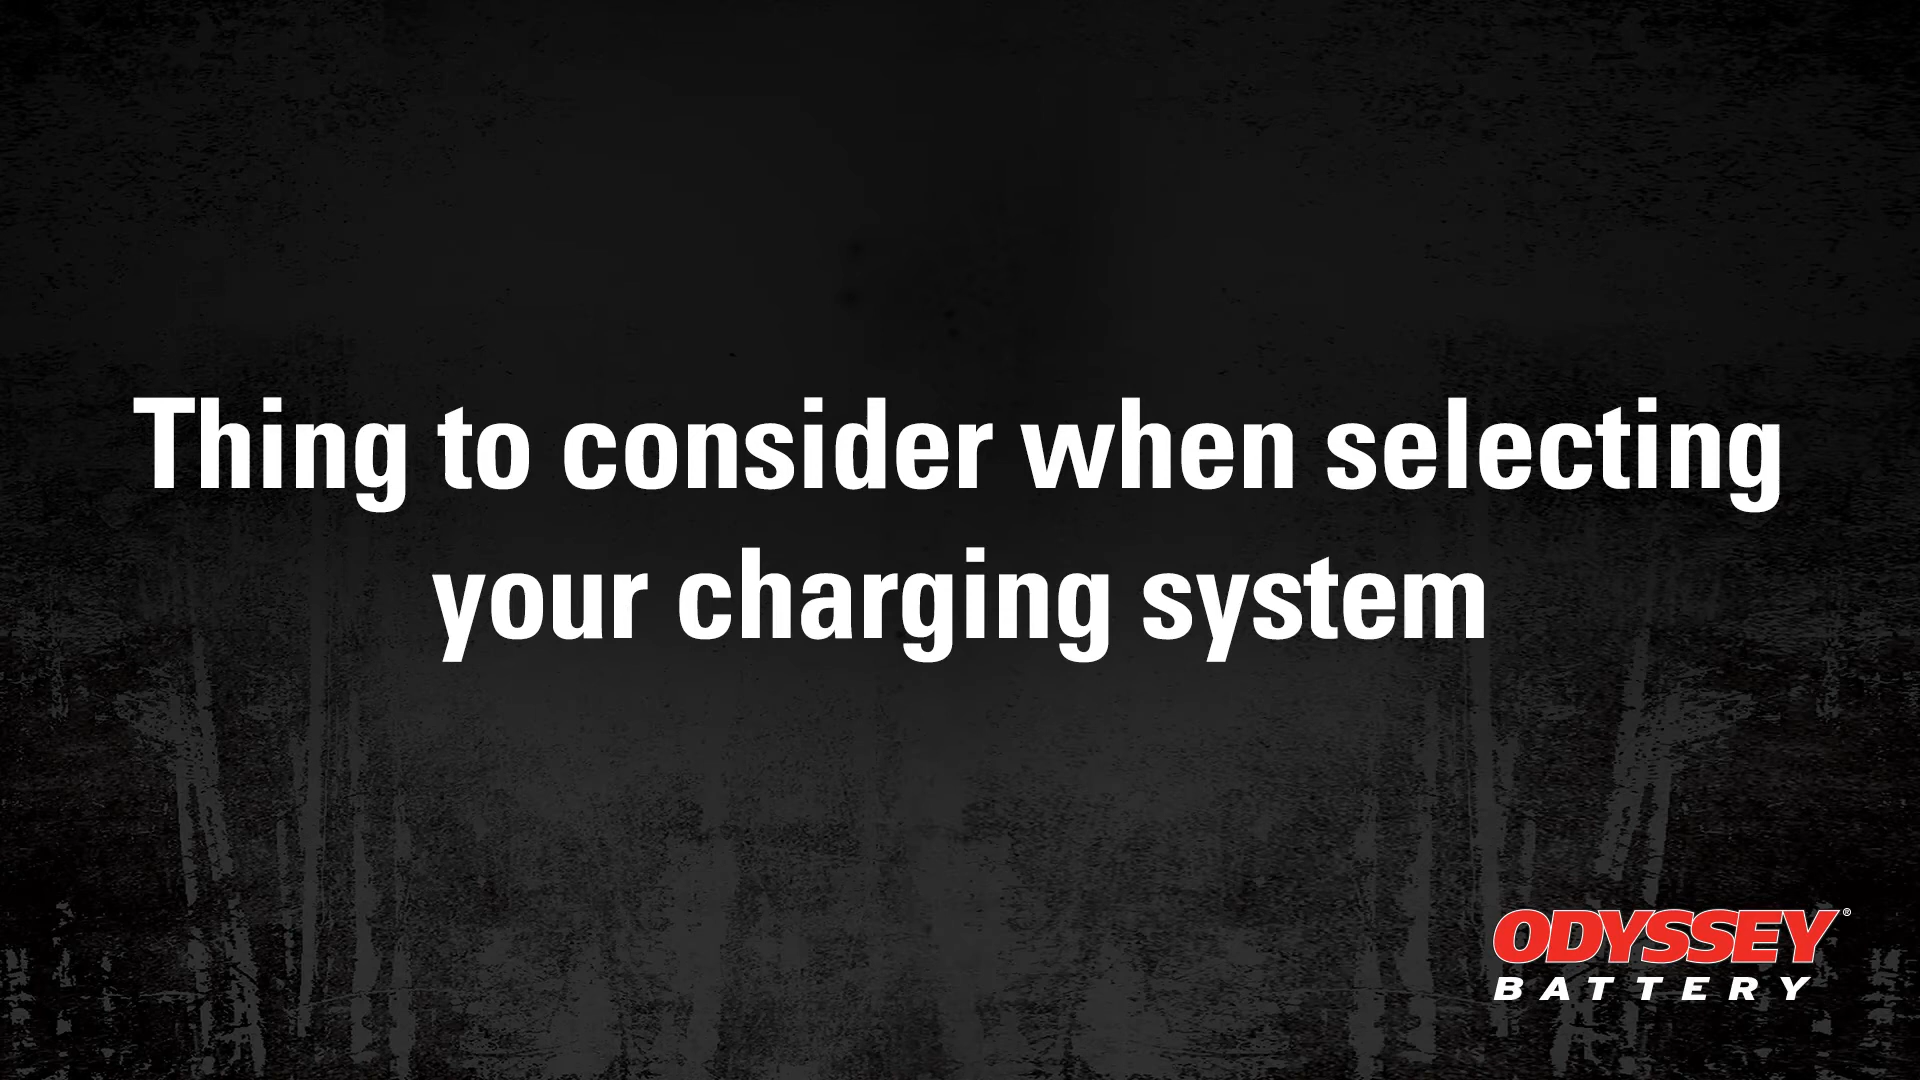 Thing to consider when selecting
your charging system
ODYSSEY®
BATTERY